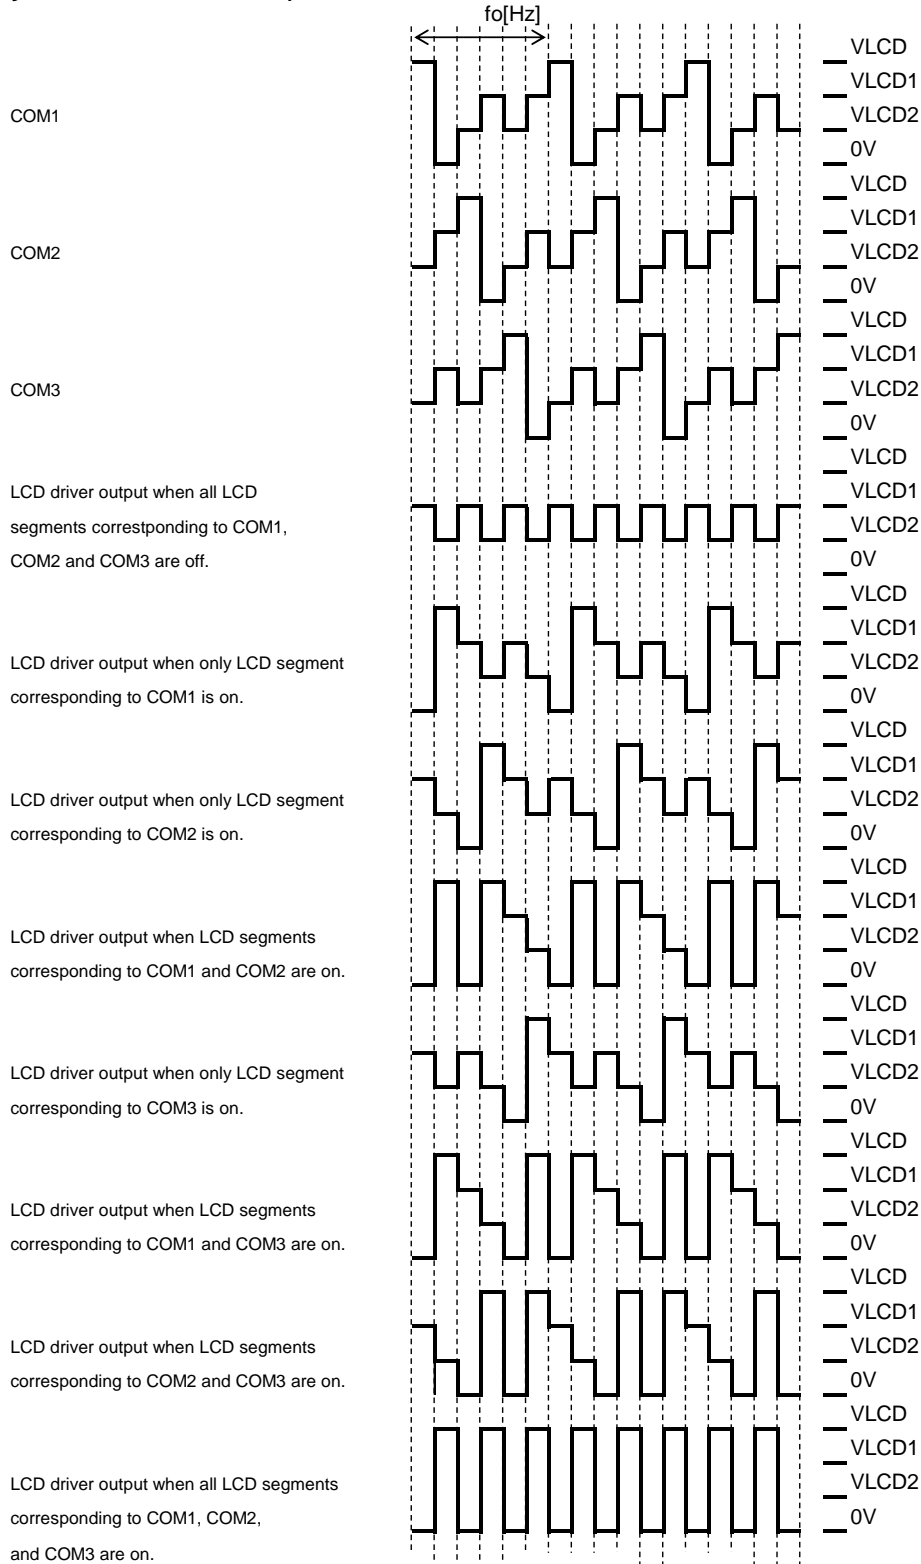 fo[Hz]
VLCD
VLCD1
COM1
VLCD2
0V
VLCD
VLCD1
COM2
VLCD2
0V
VLCD
VLCD1
COM3
VLCD2
0V
VLCD
LCD driver output when all LCD
VLCD1
segments correstponding to COM1,
VLCD2
COM2 and COM3 are off.
0V
VLCD
VLCD1
LCD driver output when only LCD segment
VLCD2
corresponding to COM1 is on.
0V
VLCD
VLCD1
LCD driver output when only LCD segment
VLCD2
corresponding to COM2 is on.
0V
VLCD
VLCD1
LCD driver output when LCD segments
VLCD2
corresponding to COM1 and COM2 are on.
0V
VLCD
VLCD1
LCD driver output when only LCD segment
VLCD2
corresponding to COM3 is on.
0V
VLCD
VLCD1
LCD driver output when LCD segments
VLCD2
corresponding to COM1 and COM3 are on.
0V
VLCD
VLCD1
LCD driver output when LCD segments
VLCD2
corresponding to COM2 and COM3 are on.
0V
VLCD
VLCD1
LCD driver output when all LCD segments
VLCD2
corresponding to COM1, COM2,
0V
and COM3 are on.